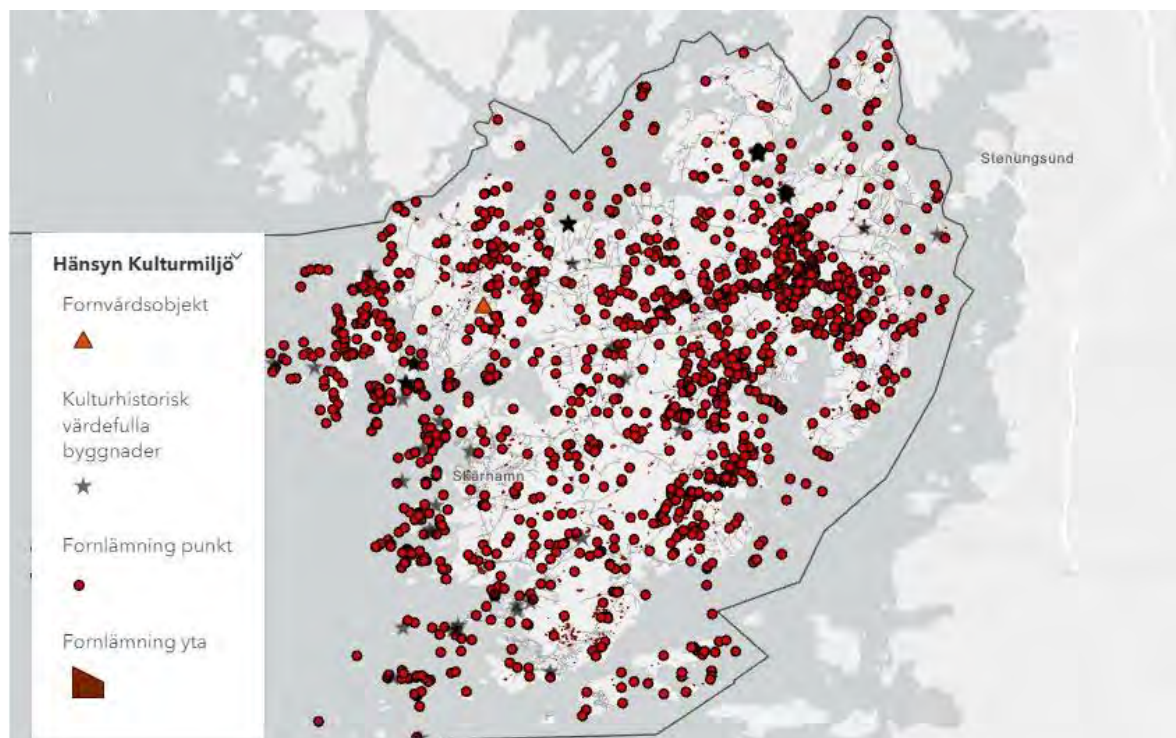 Stenungsund
Hänsyn Kulturmiljö
Fornvårdsobjekt
Kulturhistorisk
värdefulla
byggnader
Skärhamn
Fornlämning punkt
Fornlämning yta